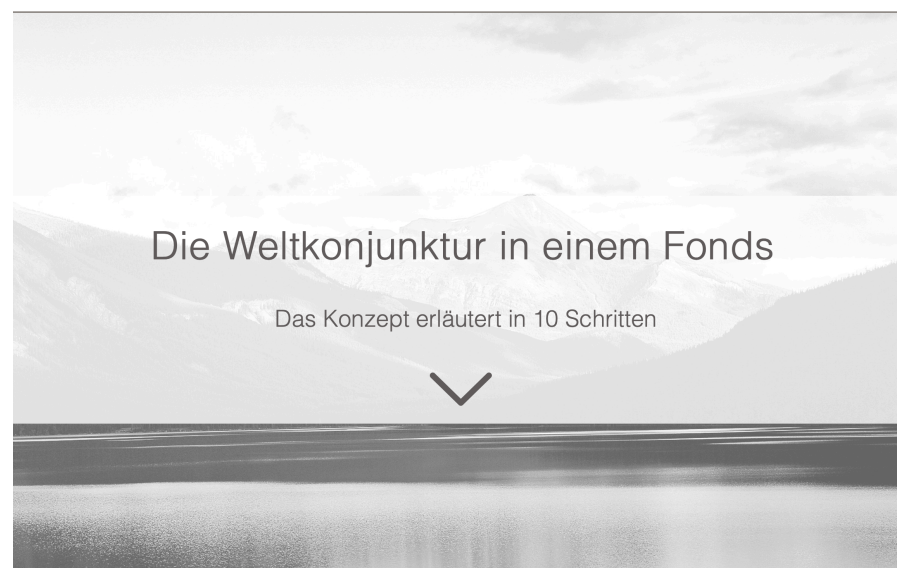 Die Weltkonjunktur in einem Fonds
Das Konzept erläutert in 10 Schritten